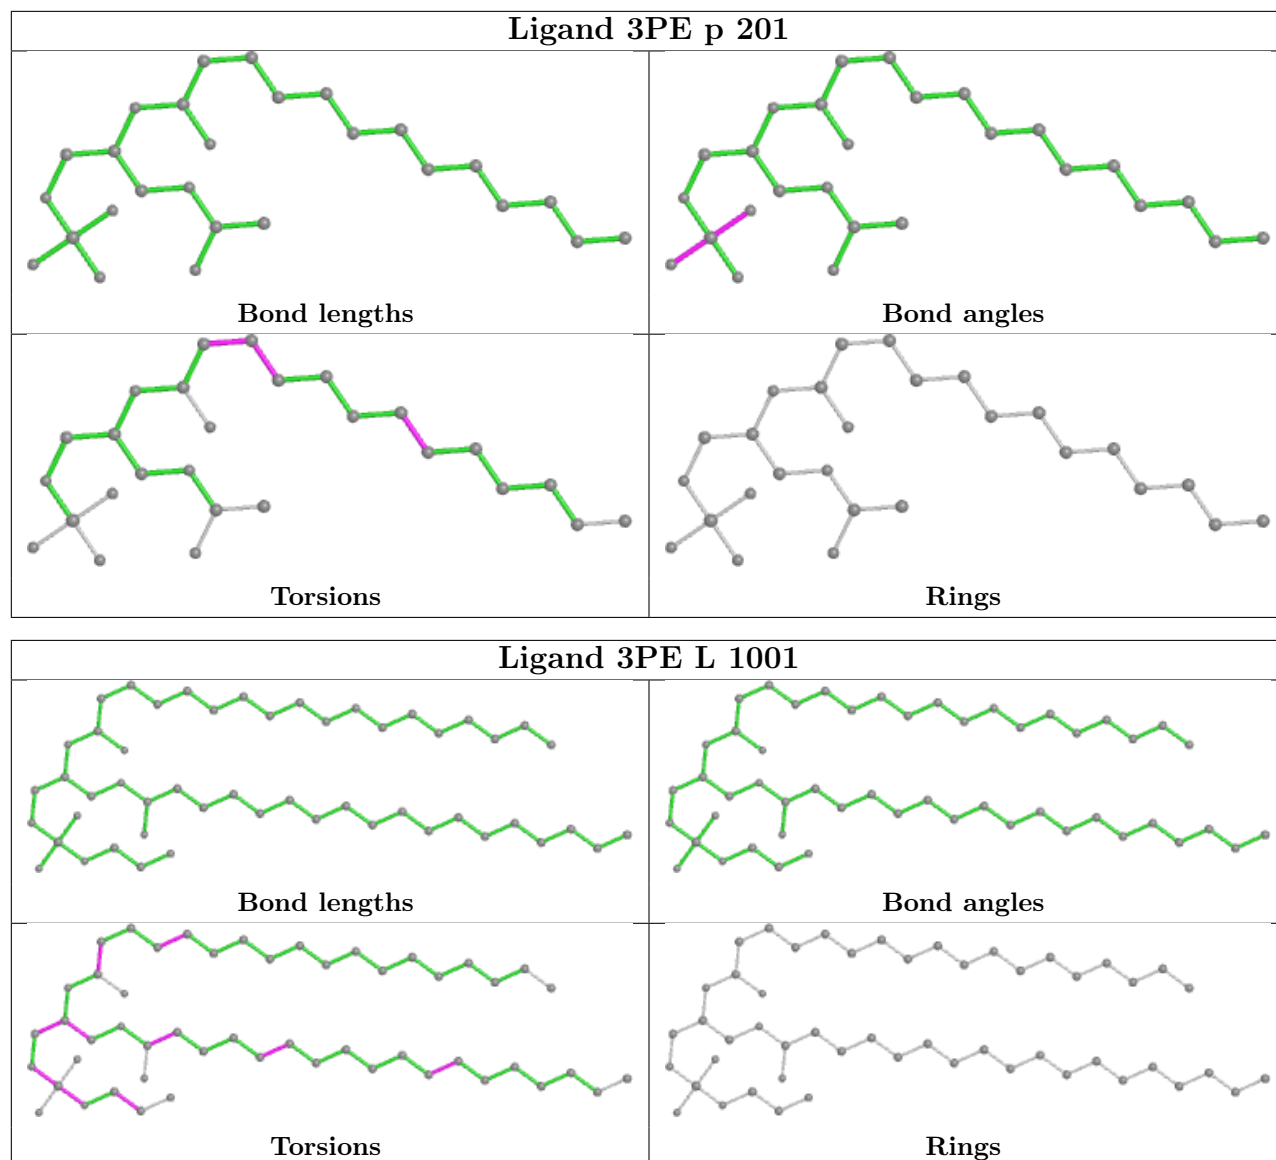 Ligand 3PE p 201
Bond lengths
Bond angles
Torsions
Rings
Ligand 3PE L 1001
Bond lengths
Bond angles
Torsions
Rings